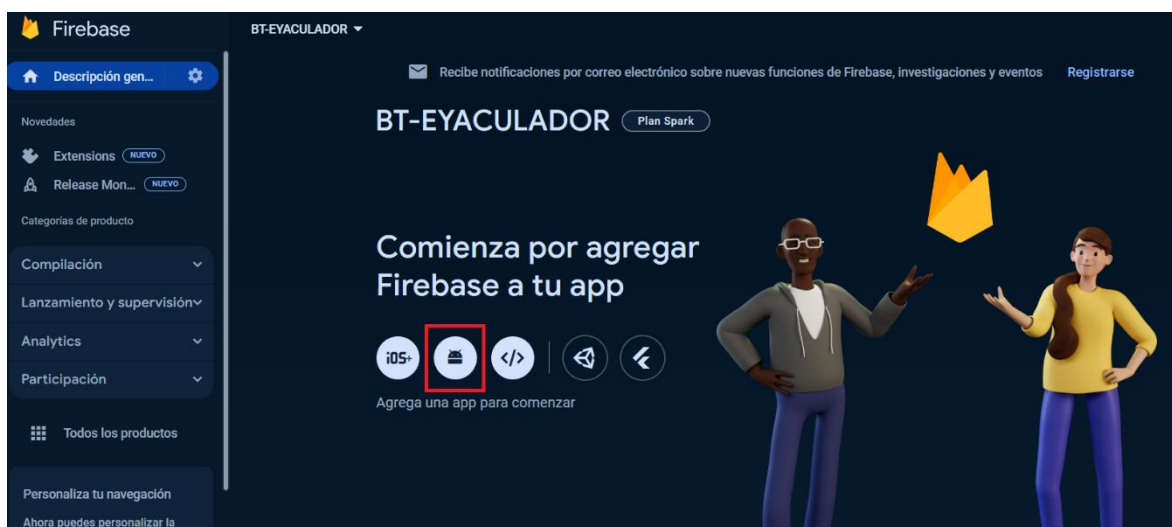 Firebase
Descripción gen...
Novedades
Extensions NUEVO
Release Mon... NUEVO
Categorías de producto
Compilación
Lanzamiento y supervisión
Analytics
Participación
Todos los productos
Personaliza tu navegación
Ahora puedes personalizar la
BT-EYACULADOR
Recibe notificaciones por correo electrónico sobre nuevas funciones de Firebase, investigaciones y eventos Registrarse
BT-EYACULADOR Plan Spark
Comienza por agregar
Firebase a tu app
iOS+ </>
Agrega una app para comenzar